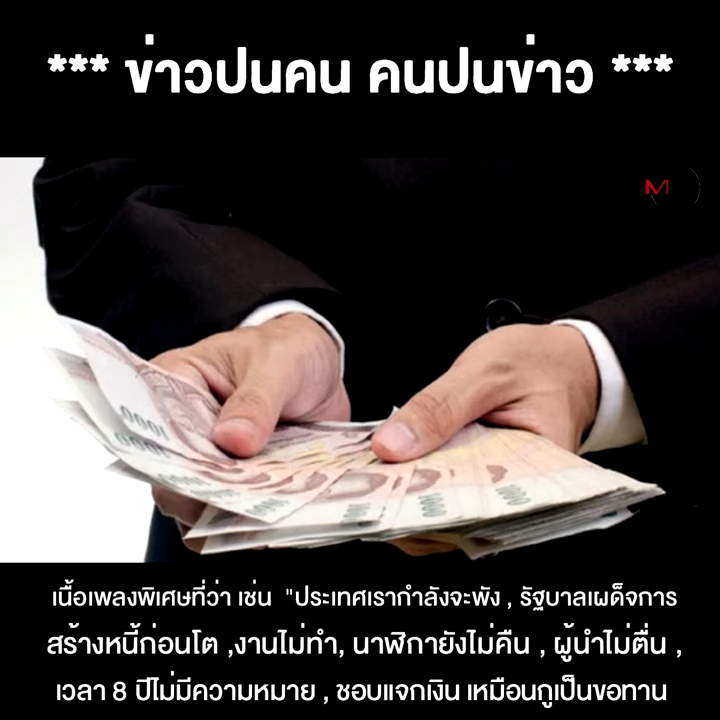 *** ข่าวปนคน คนปนข่าว ***
M
1000
1000
1000
1000
1000
เนื้อเพลงพิเศษที่ว่า เช่น "ประเทศเรากำลังจะพัง , รัฐบาลเผด็จการ
สร้างหนี้ก่อนโต ,งานไม่ทำ, นาฬิกายังไม่คืน , ผู้นำไม่ตื่น ,
เวลา 8 ปีไม่มีความหมาย , ชอบแจกเงิน เหมือนกูเป็นขอทาน